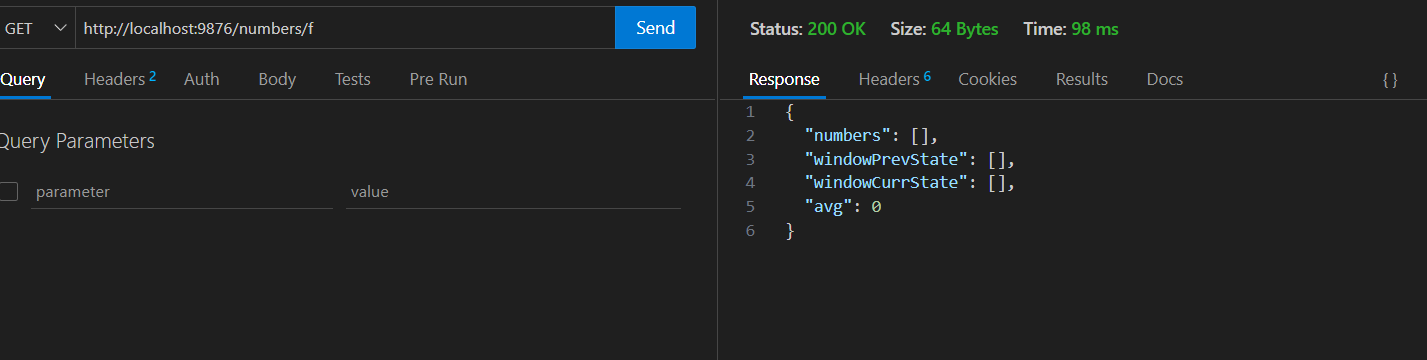 GET http://localhost:9876/numbers/f Send
Query Headers 2 Auth Body Tests Pre Run
Query Parameters
parameter value
Status: 200 OK Size: 64 Bytes Time: 98 ms
Response Headers 6 Cookies Results Docs { }
1 {
2 "numbers": [],
3 "windowPrevState": [],
4 "windowCurrState": [],
5 "avg": 0
6 }